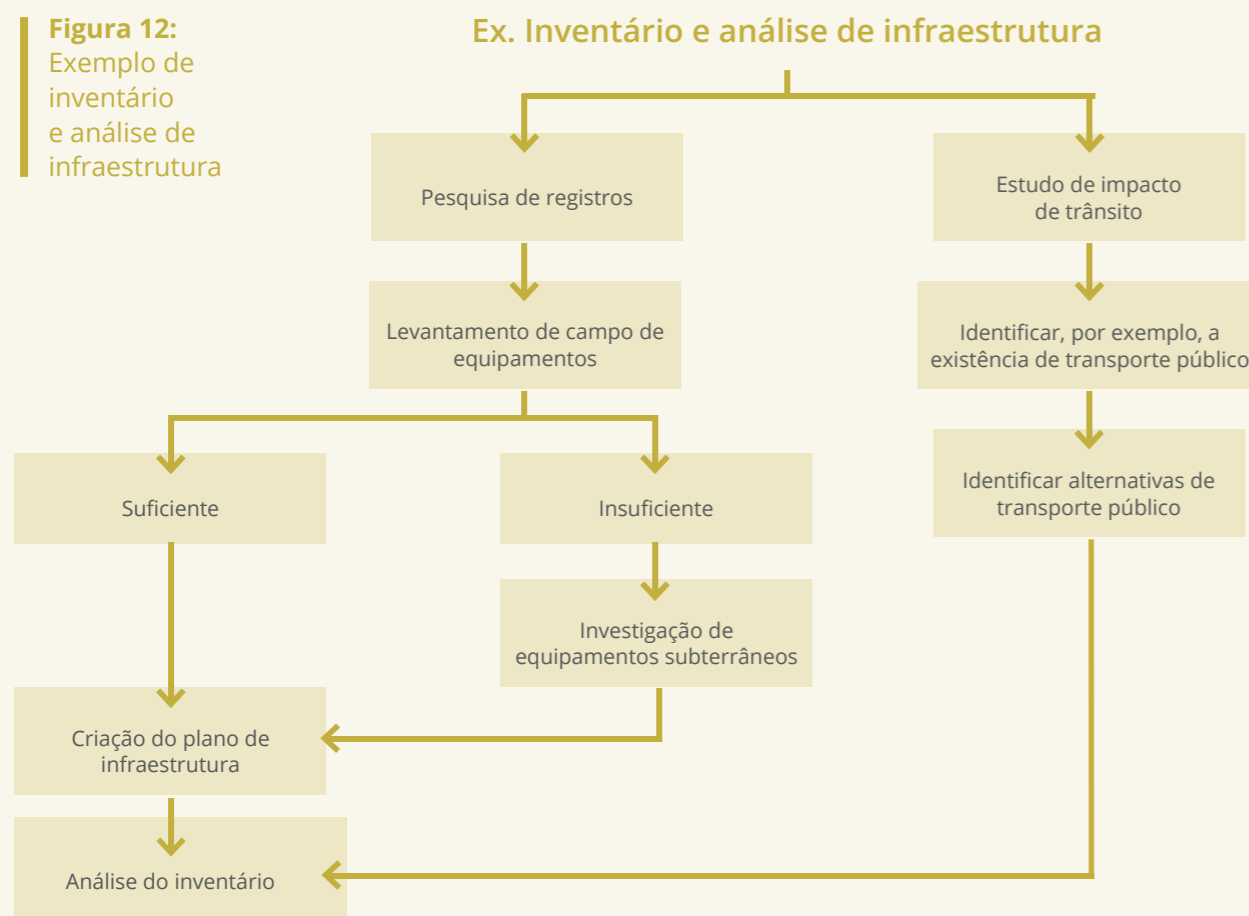 Figura 12:
Exemplo de
inventário
e análise de
infraestrutura
Ex. Inventário e análise de infraestrutura
Pesquisa de registros
Estudo de impacto
de trânsito
Levantamento de campo de
equipamentos
Identificar, por exemplo, a
existência de transporte público
Suficiente
Insuficiente
Identificar alternativas de
transporte público
Investigação de
equipamentos subterrâneos
Criação do plano de
infraestrutura
Análise do inventário